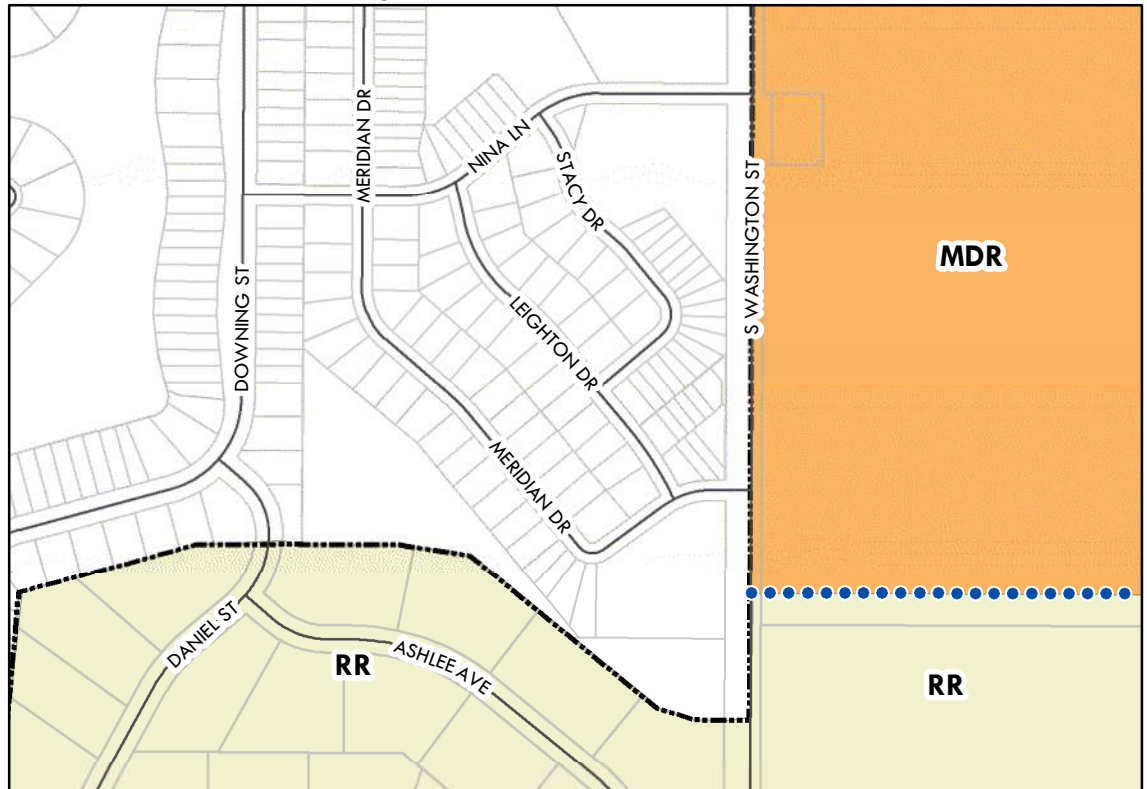 MERIDIAN DR
NINA LN
STACY DR
S WASHINGTON ST
MDR
DOWNING ST
LEIGHTON DR
MERIDIAN DR
DANIEL ST
RR
ASHLEE AVE
RR